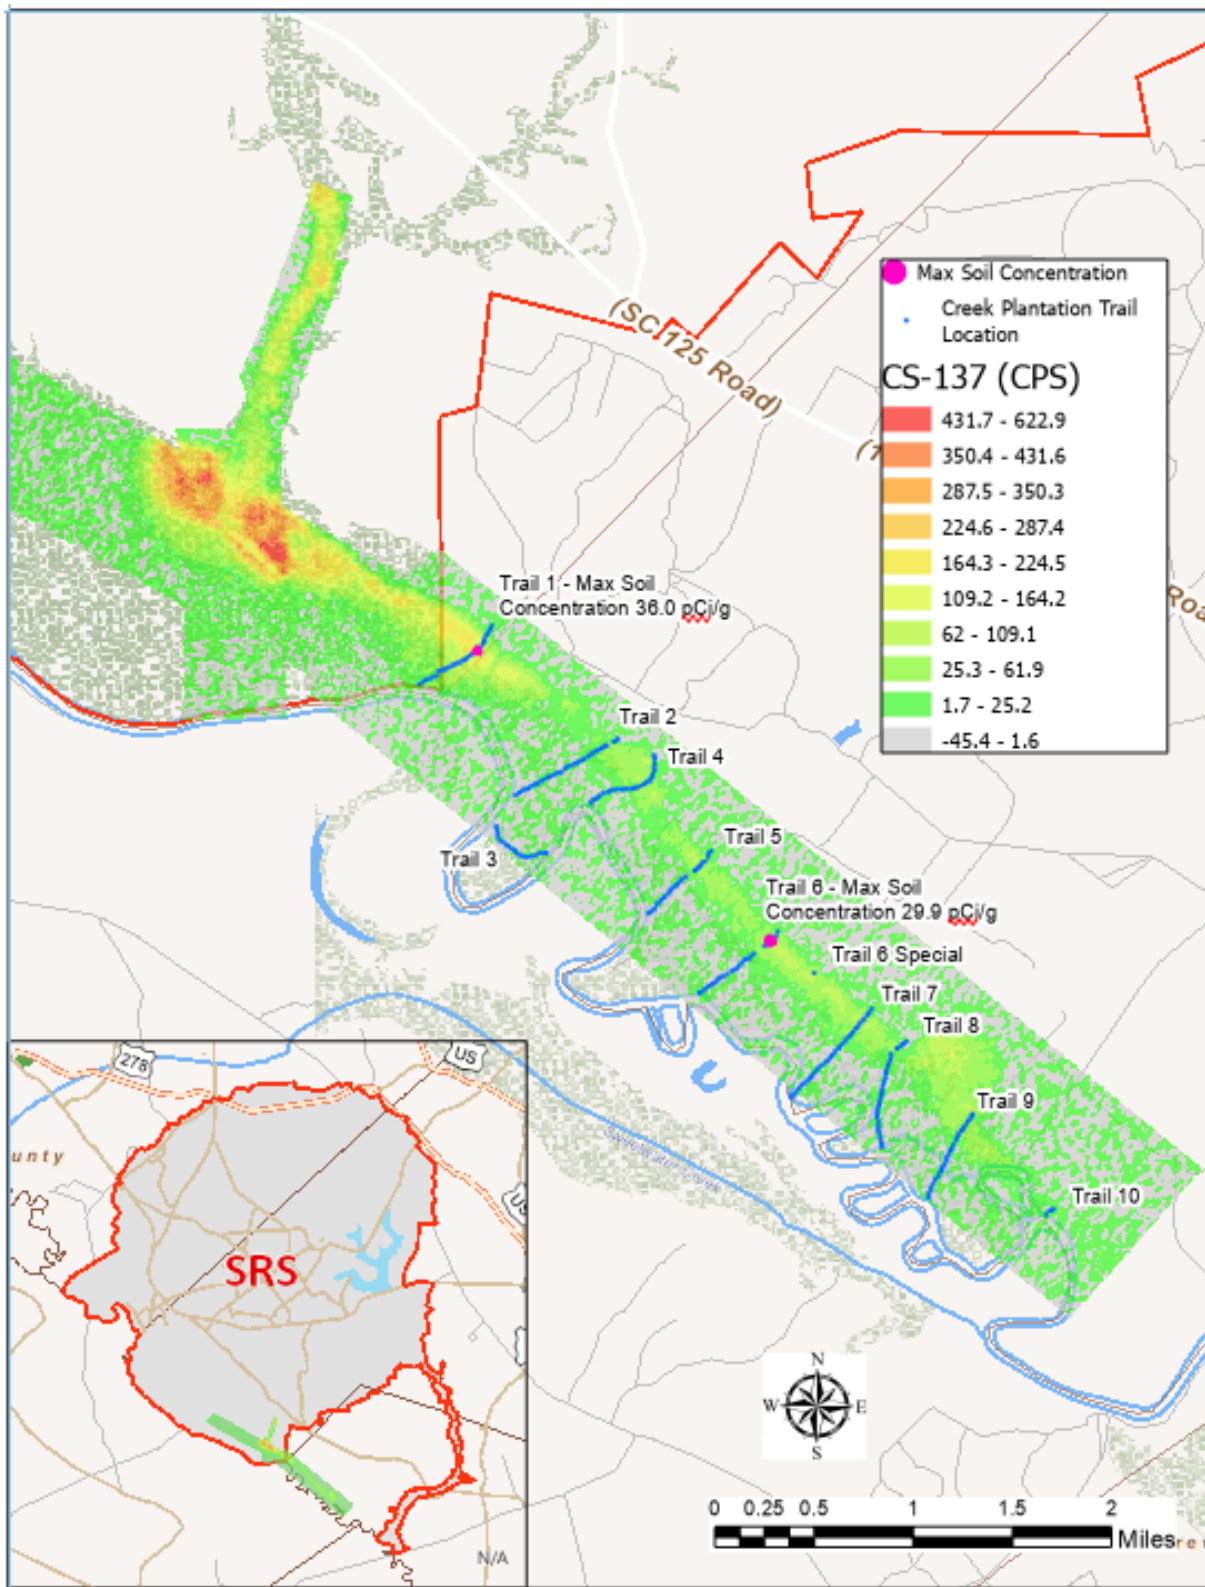 (SC 125 Road)
(1
Max Soil Concentration
Creek Plantation Trail
Location
CS-137 (CPS)
431.7 - 622.9
350.4 - 431.6
287.5 - 350.3
224.6 - 287.4
164.3 - 224.5
109.2 - 164.2
62 - 109.1
25.3 - 61.9
1.7 - 25.2
-45.4 - 1.6
Roa
Trail 1 - Max Soil
Concentration 36.0 pCi/g
Trail 2
Trail 4
Trail 3
Trail 5
Trail 6 - Max Soil
Concentration 29.9 pCi/g
Trail 6 Special
Trail 7
Trail 8
Trail 9
Trail 10
278
US
unty
US
SRS
N/A
N
W E
S
0 0.25 0.5 1 1.5 2
Miles